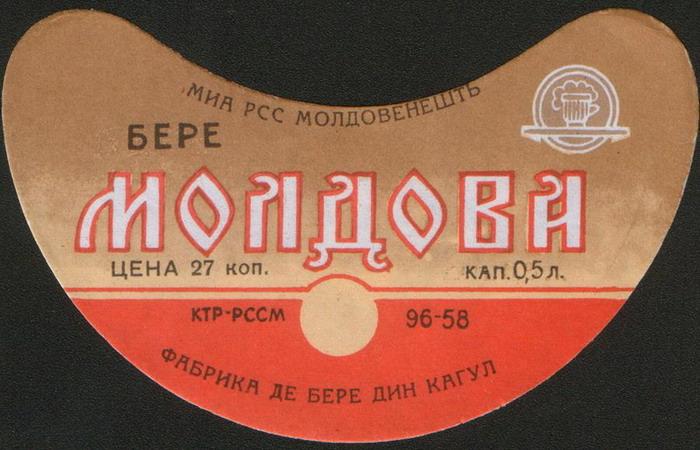 МИА РСС МОЛДОВЕНЕШТЬ
БЕРЕ
МОЛДОВА
ЦЕНА 27 коп.
КАП. 0,5 л.
КТР-РССМ 96-58
ФАБРИКА ДЕ БЕРЕ ДИН КАГУЛ